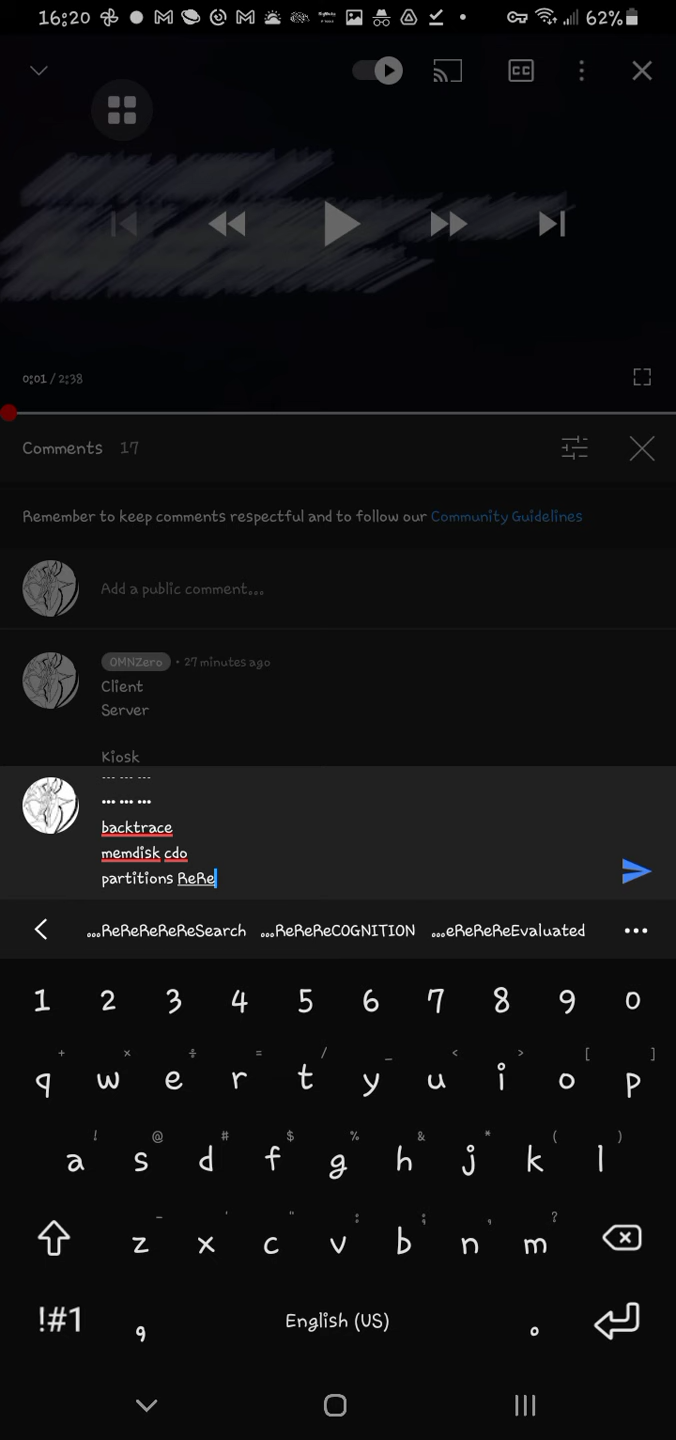 16:20
62%
CC
0:01 / 2:38
Comments 17
Remember to keep comments respectful and to follow our Community Guidelines
Add a public comment...
OMNZero • 27 minutes ago
Client
Server
Kiosk
... ... ...
... ... ...
backtrace
memdisk cdo
partitions ReRe
...ReReReReReSearch ...ReReReCOGNITION ...eReReReEvaluated
1 2 3 4 5 6 7 8 9 0
+ × ÷ = / _ < > [ ]
q w e r t y u i o p
! @ # $ % & * ( )
a s d f g h j k l
- ' " : ; , ?
z x c v b n m
!#1 , English (US) .